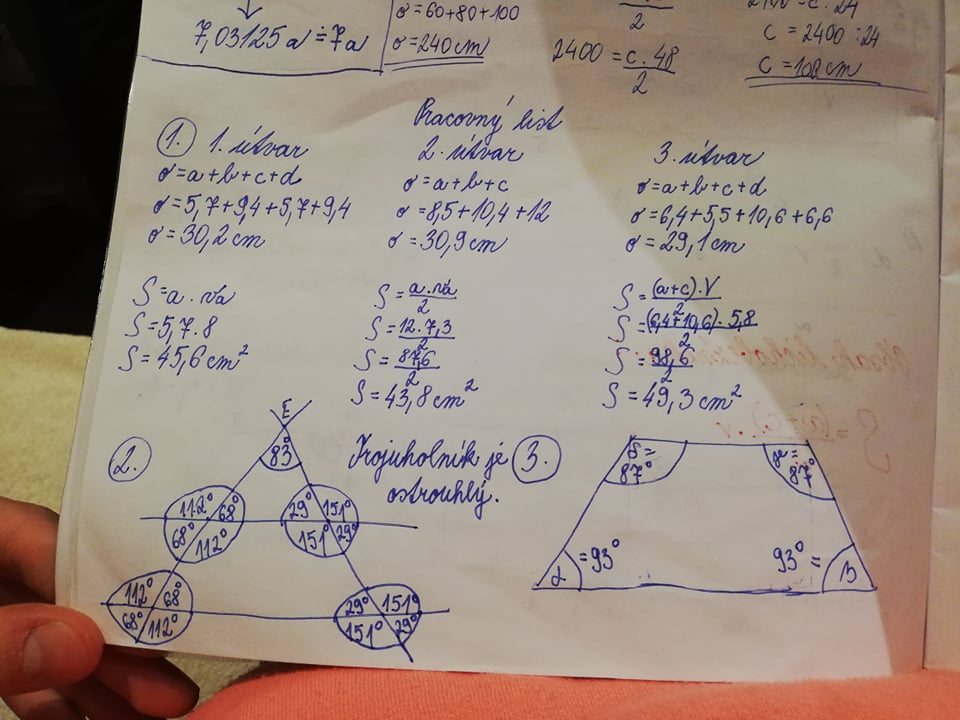 7,03125a ≐ 7a
σ = 60+80+100
σ = 240 cm
2
2400 = c . 48
2
2400 = c . 24
c = 2400 : 24
c = 100 cm
Pracovný list
1. 1. útvar
σ = a+b+c+d
σ = 5,7+9,4+5,7+9,4
σ = 30,2 cm
S = a . va
S = 5,7 . 8
S = 45,6 cm²
2. útvar
σ = a+b+c
σ = 8,5+10,4+12
σ = 30,9 cm
S = a . va
2
S = 12 . 7,3
2
S = 87,6
2
S = 43,8 cm²
3. útvar
σ = a+b+c+d
σ = 6,4+5,5+10,6+6,6
σ = 29,1 cm
S = (a+c) . v
2
S = (6,4+10,6) . 5,8
2
S = 98,6
2
S = 49,3 cm²
2.
E
83°
112° 68°
68° 112°
29° 151°
151° 29°
112° 68°
68° 112°
29° 151°
151° 29°
Trojuholník je
ostrouhlý.
3.
δ =
87°
87°
α = 93°
93° = β